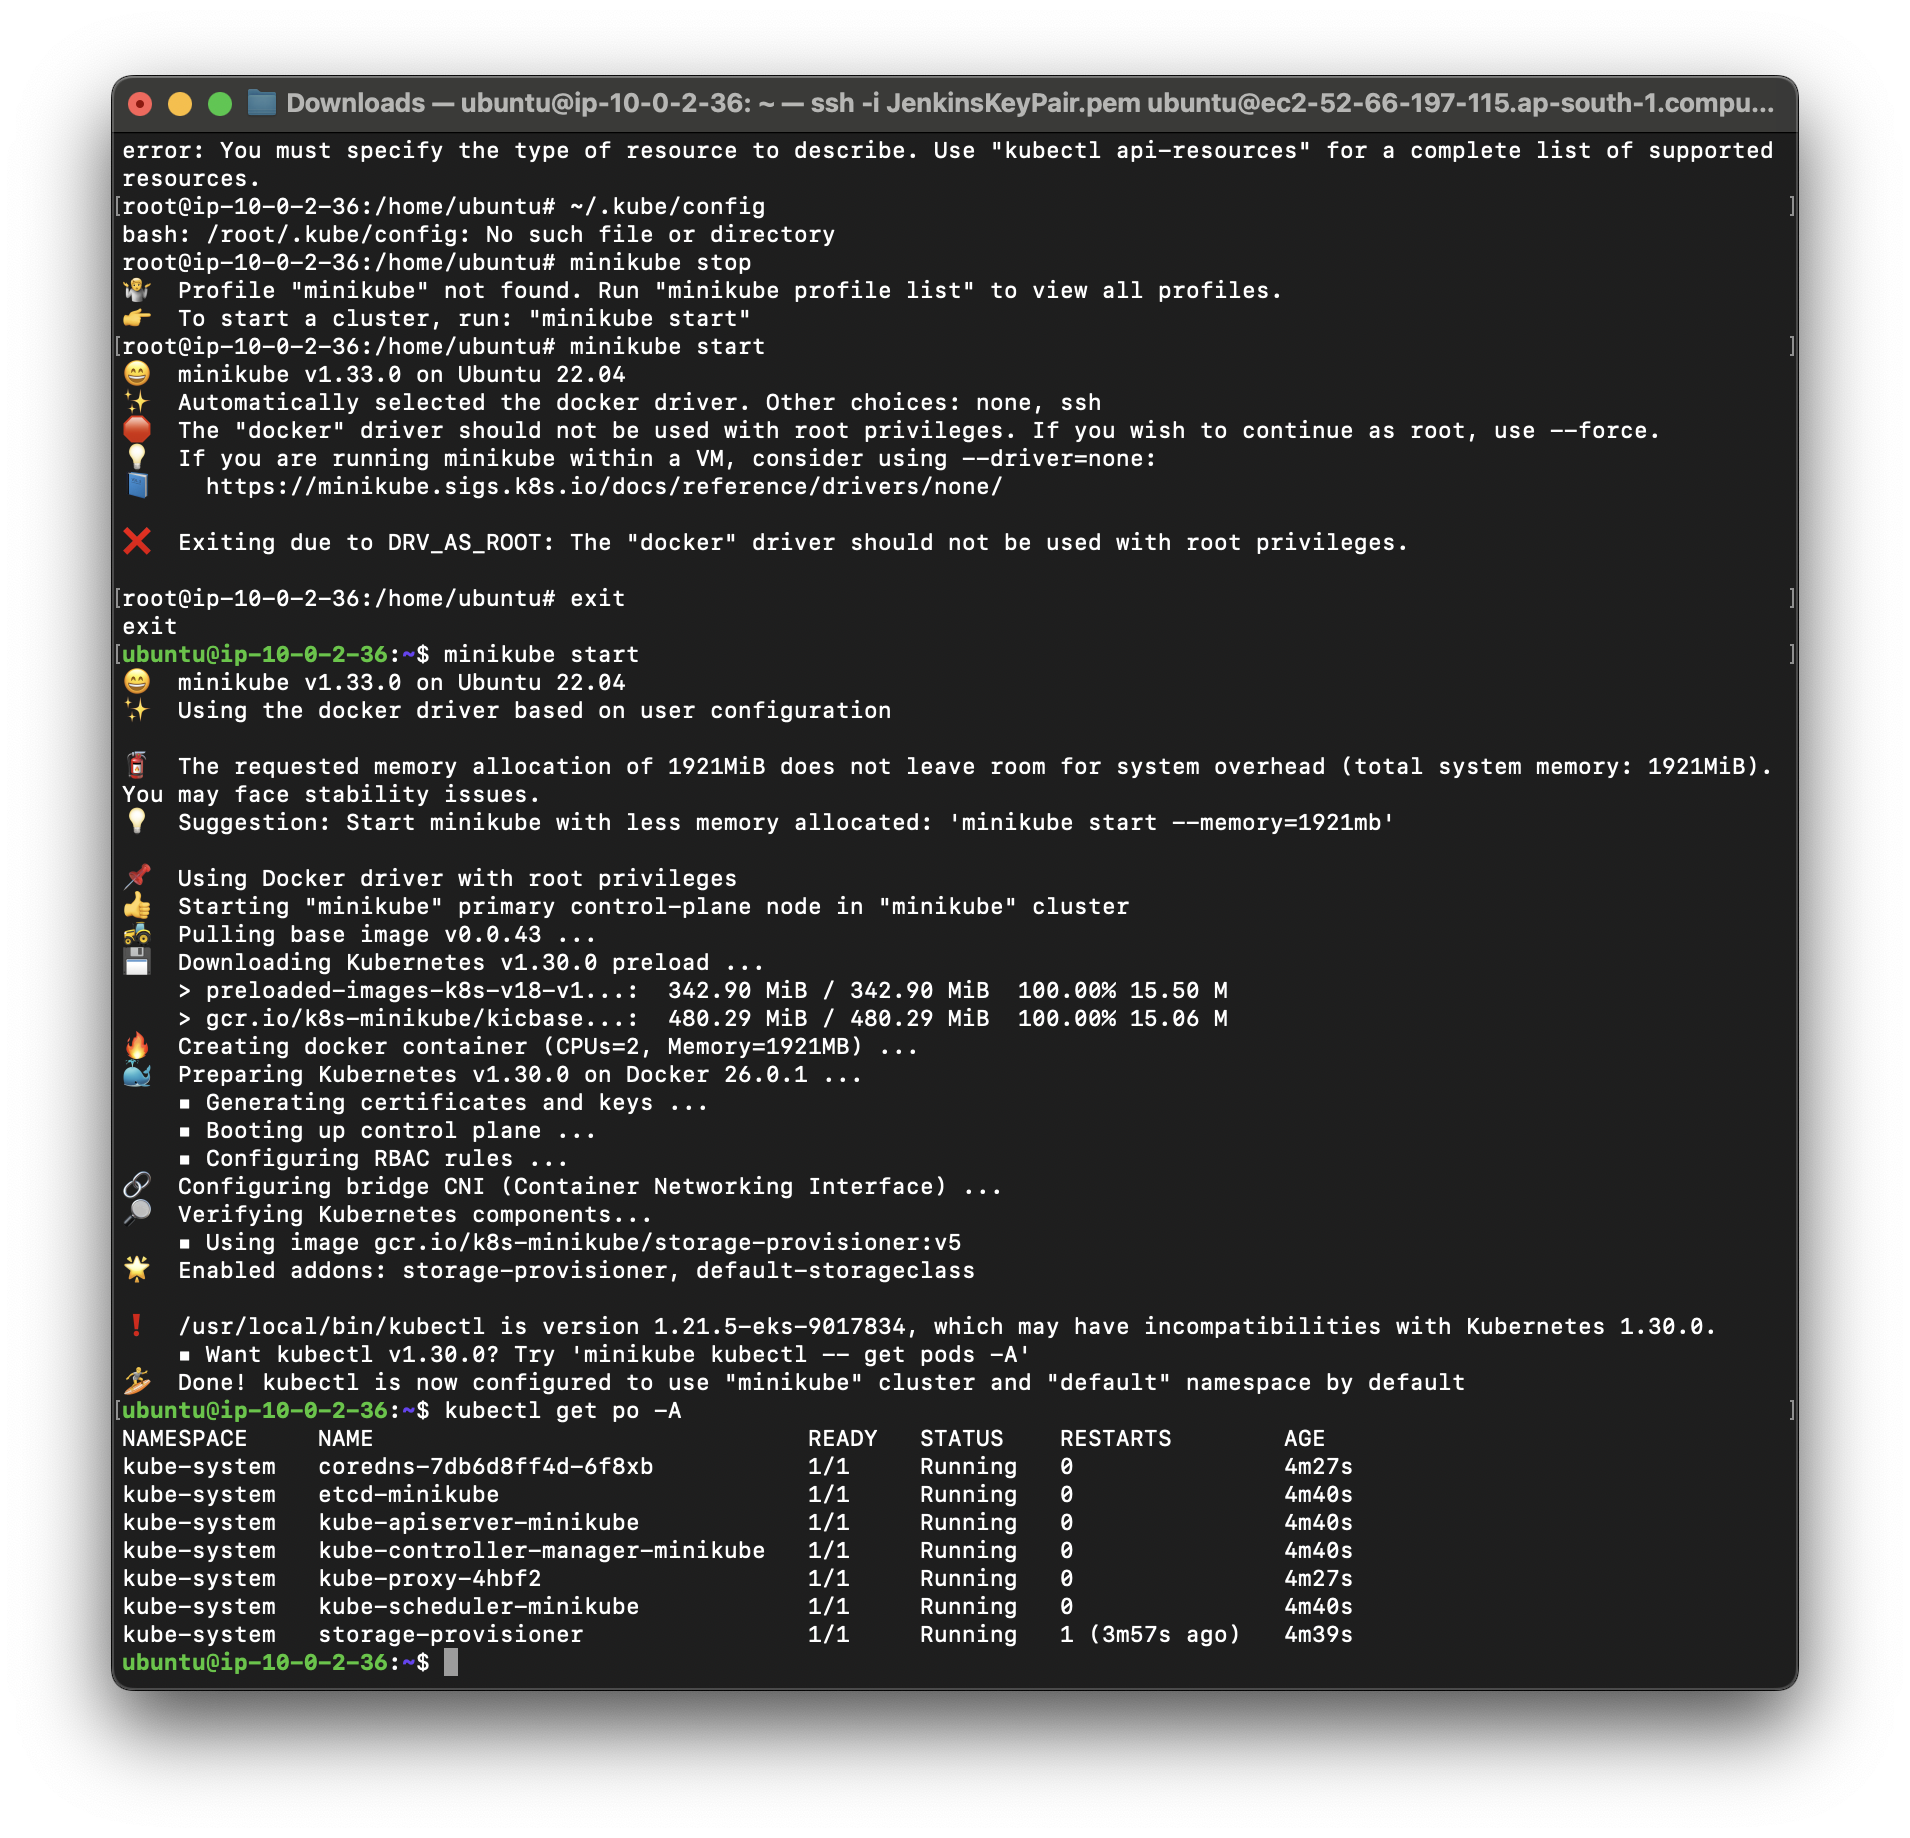 Downloads — ubuntu@ip-10-0-2-36: ~ — ssh -i JenkinsKeyPair.pem ubuntu@ec2-52-66-197-115.ap-south-1.compu...
error: You must specify the type of resource to describe. Use "kubectl api-resources" for a complete list of supported
resources.
[root@ip-10-0-2-36:/home/ubuntu# ~/.kube/config ]
bash: /root/.kube/config: No such file or directory
root@ip-10-0-2-36:/home/ubuntu# minikube stop
🤷 Profile "minikube" not found. Run "minikube profile list" to view all profiles.
👉 To start a cluster, run: "minikube start"
[root@ip-10-0-2-36:/home/ubuntu# minikube start ]
😄 minikube v1.33.0 on Ubuntu 22.04
✨ Automatically selected the docker driver. Other choices: none, ssh
🛑 The "docker" driver should not be used with root privileges. If you wish to continue as root, use --force.
💡 If you are running minikube within a VM, consider using --driver=none:
📘 https://minikube.sigs.k8s.io/docs/reference/drivers/none/
❌ Exiting due to DRV_AS_ROOT: The "docker" driver should not be used with root privileges.
[root@ip-10-0-2-36:/home/ubuntu# exit ]
exit
[ubuntu@ip-10-0-2-36:~$ minikube start ]
😄 minikube v1.33.0 on Ubuntu 22.04
✨ Using the docker driver based on user configuration
🧯 The requested memory allocation of 1921MiB does not leave room for system overhead (total system memory: 1921MiB).
You may face stability issues.
💡 Suggestion: Start minikube with less memory allocated: 'minikube start --memory=1921mb'
📌 Using Docker driver with root privileges
👍 Starting "minikube" primary control-plane node in "minikube" cluster
🚜 Pulling base image v0.0.43 ...
💾 Downloading Kubernetes v1.30.0 preload ...
> preloaded-images-k8s-v18-v1...: 342.90 MiB / 342.90 MiB 100.00% 15.50 M
> gcr.io/k8s-minikube/kicbase...: 480.29 MiB / 480.29 MiB 100.00% 15.06 M
🔥 Creating docker container (CPUs=2, Memory=1921MB) ...
🐳 Preparing Kubernetes v1.30.0 on Docker 26.0.1 ...
▪ Generating certificates and keys ...
▪ Booting up control plane ...
▪ Configuring RBAC rules ...
🔗 Configuring bridge CNI (Container Networking Interface) ...
🔎 Verifying Kubernetes components...
▪ Using image gcr.io/k8s-minikube/storage-provisioner:v5
🌟 Enabled addons: storage-provisioner, default-storageclass
❗ /usr/local/bin/kubectl is version 1.21.5-eks-9017834, which may have incompatibilities with Kubernetes 1.30.0.
▪ Want kubectl v1.30.0? Try 'minikube kubectl -- get pods -A'
🏄 Done! kubectl is now configured to use "minikube" cluster and "default" namespace by default
[ubuntu@ip-10-0-2-36:~$ kubectl get po -A ]
NAMESPACE NAME READY STATUS RESTARTS AGE
kube-system coredns-7db6d8ff4d-6f8xb 1/1 Running 0 4m27s
kube-system etcd-minikube 1/1 Running 0 4m40s
kube-system kube-apiserver-minikube 1/1 Running 0 4m40s
kube-system kube-controller-manager-minikube 1/1 Running 0 4m40s
kube-system kube-proxy-4hbf2 1/1 Running 0 4m27s
kube-system kube-scheduler-minikube 1/1 Running 0 4m40s
kube-system storage-provisioner 1/1 Running 1 (3m57s ago) 4m39s
ubuntu@ip-10-0-2-36:~$